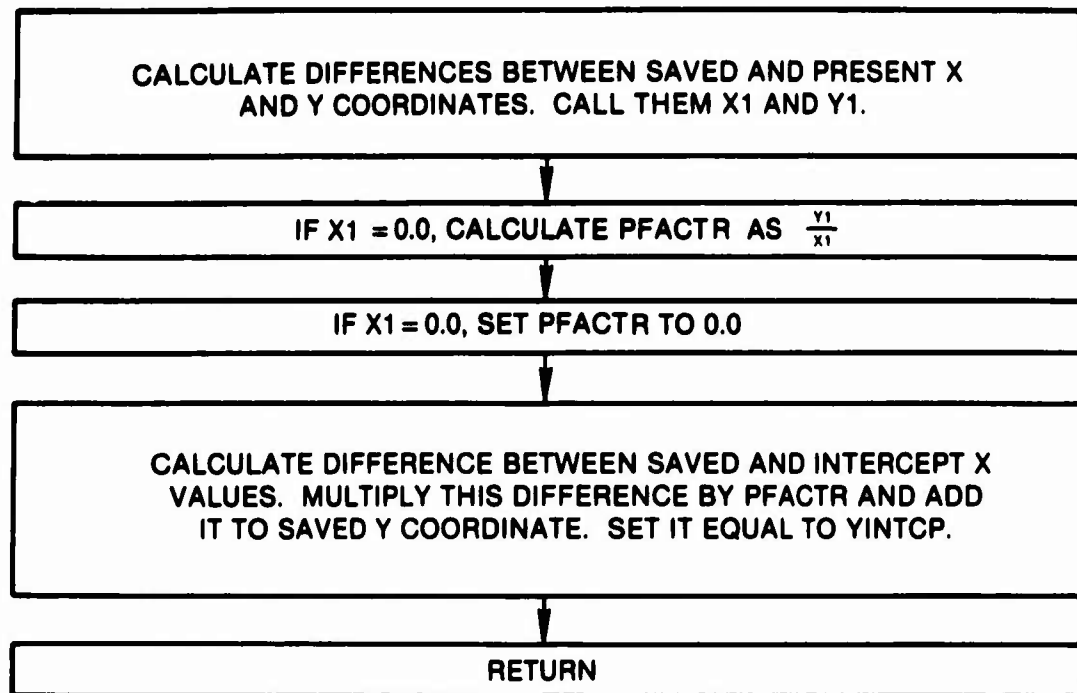 CALCULATE DIFFERENCES BETWEEN SAVED AND PRESENT X
AND Y COORDINATES. CALL THEM X1 AND Y1.
IF X1 = 0.0, CALCULATE PFACTR AS Y1/X1
IF X1 = 0.0, SET PFACTR TO 0.0
CALCULATE DIFFERENCE BETWEEN SAVED AND INTERCEPT X
VALUES. MULTIPLY THIS DIFFERENCE BY PFACTR AND ADD
IT TO SAVED Y COORDINATE. SET IT EQUAL TO YINTCP.
RETURN